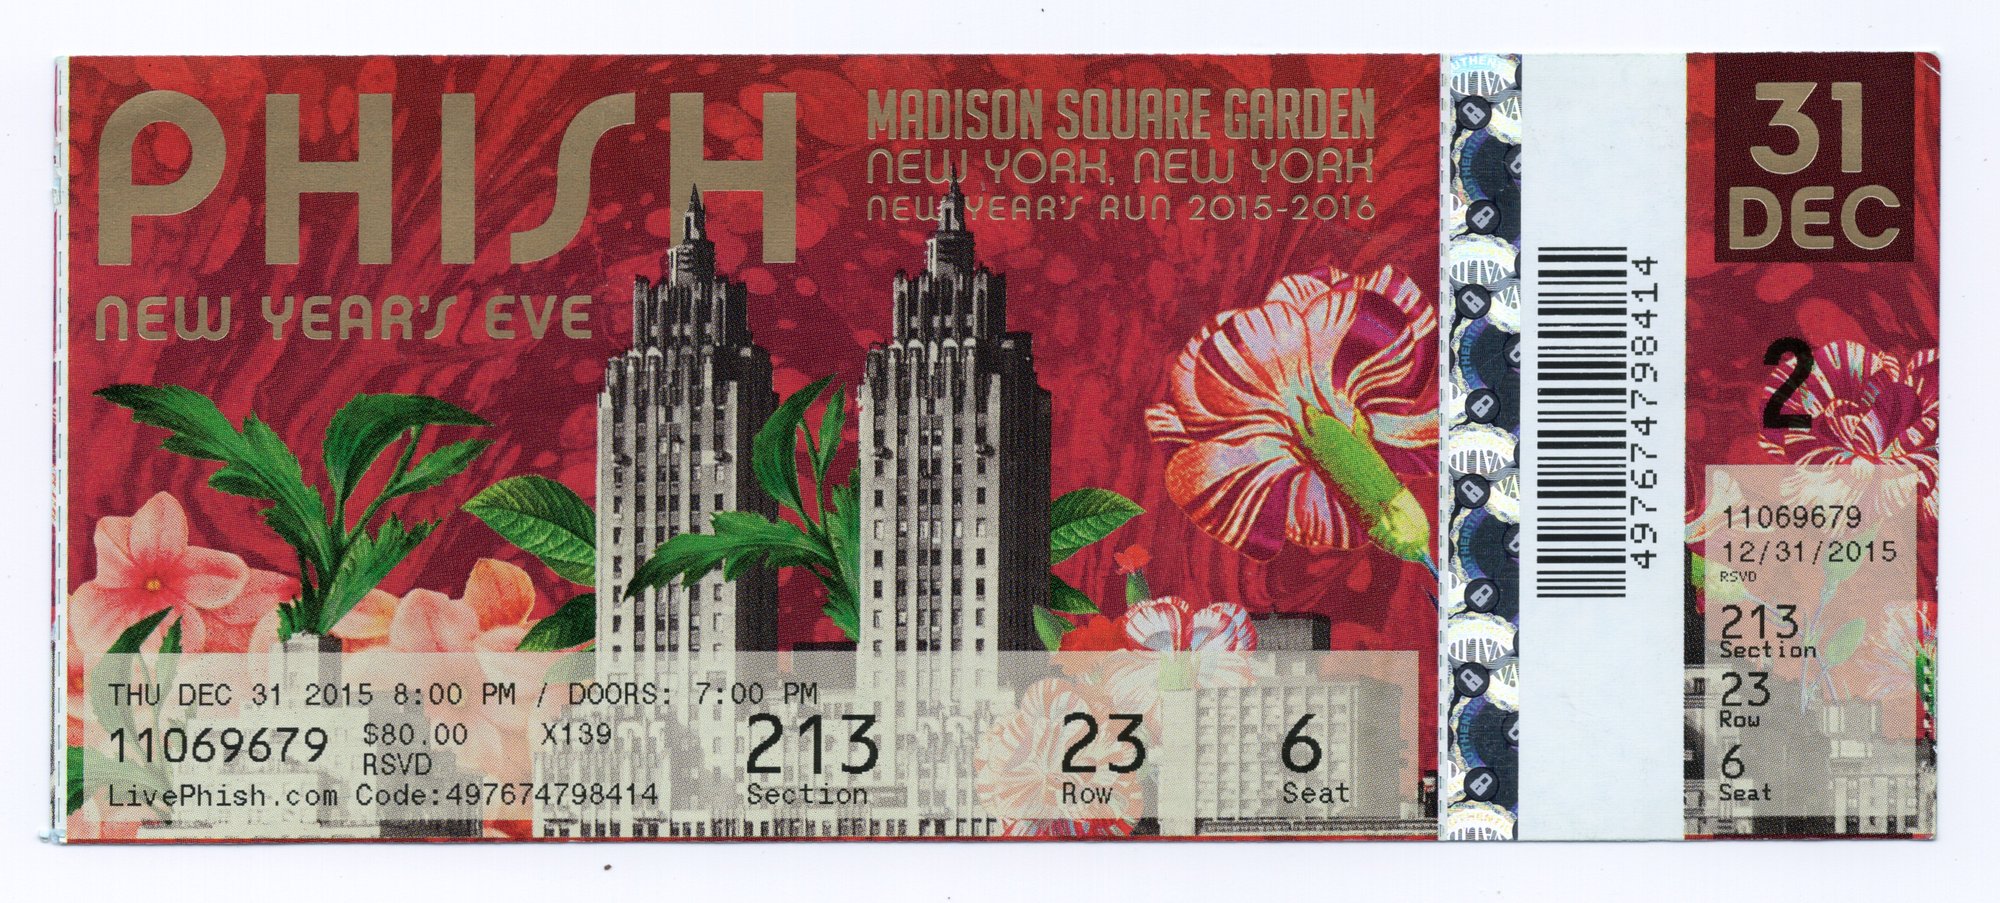 PHISH
NEW YEAR'S EVE
MADISON SQUARE GARDEN
NEW YORK, NEW YORK
NEW YEAR'S RUN 2015-2016
THU DEC 31 2015 8:00 PM / DOORS: 7:00 PM
11069679
$80.00
RSVD
X139
LivePhish.com Code:497674798414
213
Section
23
Row
6
Seat
497674798414
31
DEC
2
11069679
12/31/2015
RSVD
213
Section
23
Row
6
Seat